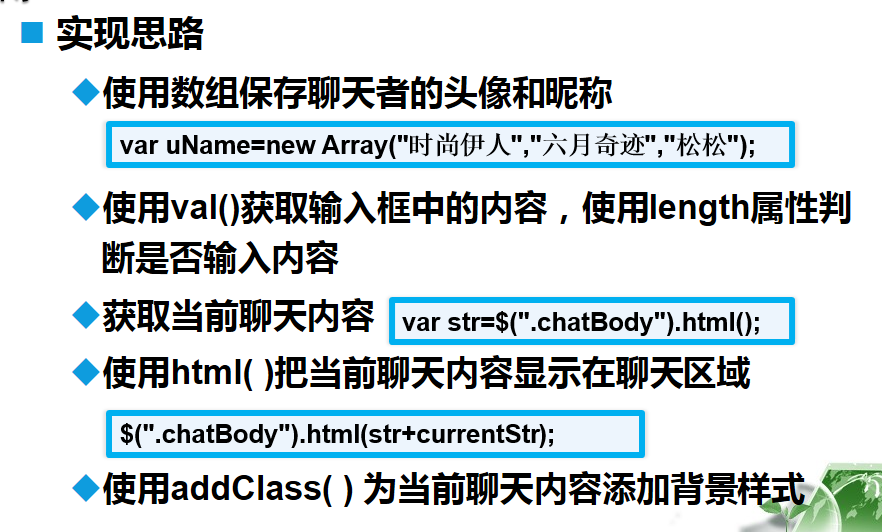 实现思路
使用数组保存聊天者的头像和昵称
var uName=new Array("时尚伊人","六月奇迹","松松");
使用val()获取输入框中的内容，使用length属性判
断是否输入内容
获取当前聊天内容 var str=$(".chatBody").html();
使用html( )把当前聊天内容显示在聊天区域
$(".chatBody").html(str+currentStr);
使用addClass( ) 为当前聊天内容添加背景样式